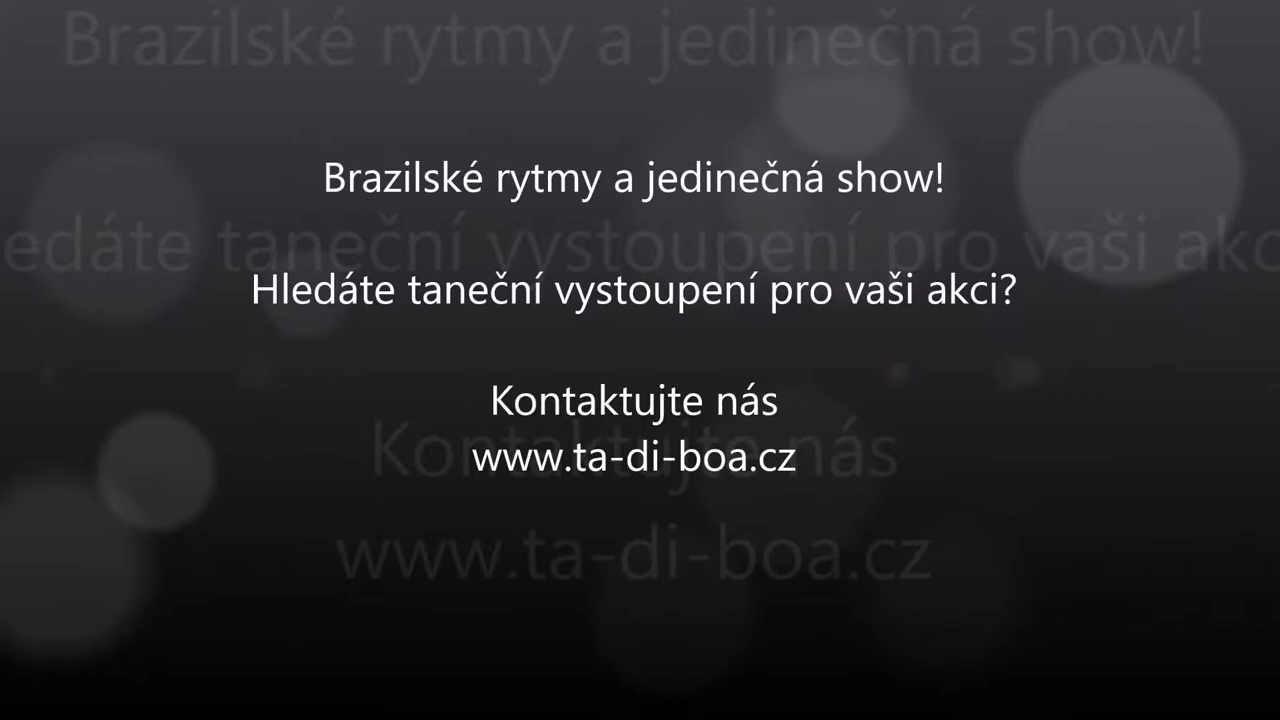 Brazilské rytmy a jedinečná show!
Hledáte taneční vystoupení pro vaši akci?
Kontaktujte nás
www.ta-di-boa.cz